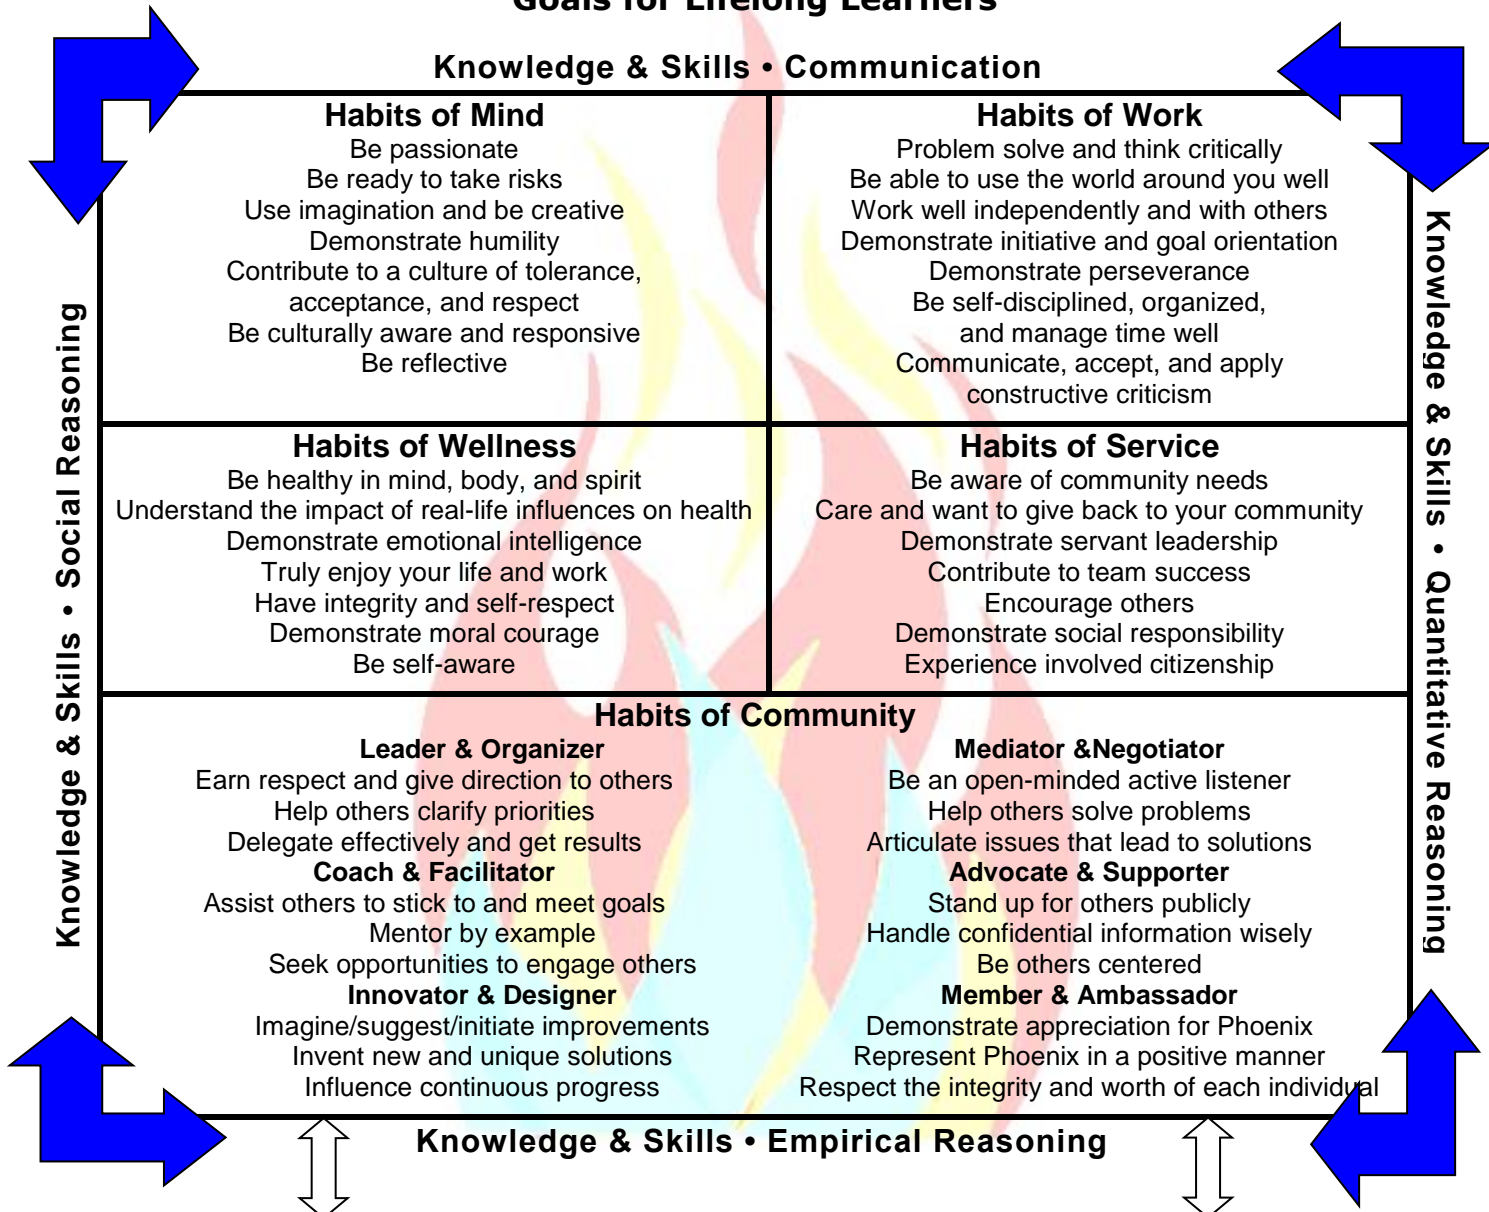 Goals for Lifelong Learners
Knowledge & Skills • Communication
Habits of Mind
Be passionate
Be ready to take risks
Use imagination and be creative
Demonstrate humility
Contribute to a culture of tolerance,
acceptance, and respect
Be culturally aware and responsive
Be reflective
Habits of Work
Problem solve and think critically
Be able to use the world around you well
Work well independently and with others
Demonstrate initiative and goal orientation
Demonstrate perseverance
Be self-disciplined, organized,
and manage time well
Communicate, accept, and apply
constructive criticism
Knowledge & Skills • Social Reasoning
Knowledge & Skills • Quantitative Reasoning
Habits of Wellness
Be healthy in mind, body, and spirit
Understand the impact of real-life influences on health
Demonstrate emotional intelligence
Truly enjoy your life and work
Have integrity and self-respect
Demonstrate moral courage
Be self-aware
Habits of Service
Be aware of community needs
Care and want to give back to your community
Demonstrate servant leadership
Contribute to team success
Encourage others
Demonstrate social responsibility
Experience involved citizenship
Habits of Community
Leader & Organizer
Earn respect and give direction to others
Help others clarify priorities
Delegate effectively and get results
Coach & Facilitator
Assist others to stick to and meet goals
Mentor by example
Seek opportunities to engage others
Innovator & Designer
Imagine/suggest/initiate improvements
Invent new and unique solutions
Influence continuous progress
Mediator &Negotiator
Be an open-minded active listener
Help others solve problems
Articulate issues that lead to solutions
Advocate & Supporter
Stand up for others publicly
Handle confidential information wisely
Be others centered
Member & Ambassador
Demonstrate appreciation for Phoenix
Represent Phoenix in a positive manner
Respect the integrity and worth of each individual
Knowledge & Skills • Empirical Reasoning